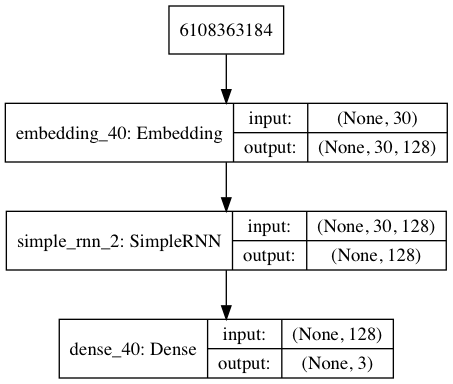 6108363184
embedding_40: Embedding
input: (None, 30)
output: (None, 30, 128)
simple_rnn_2: SimpleRNN
input: (None, 30, 128)
output: (None, 128)
dense_40: Dense
input: (None, 128)
output: (None, 3)